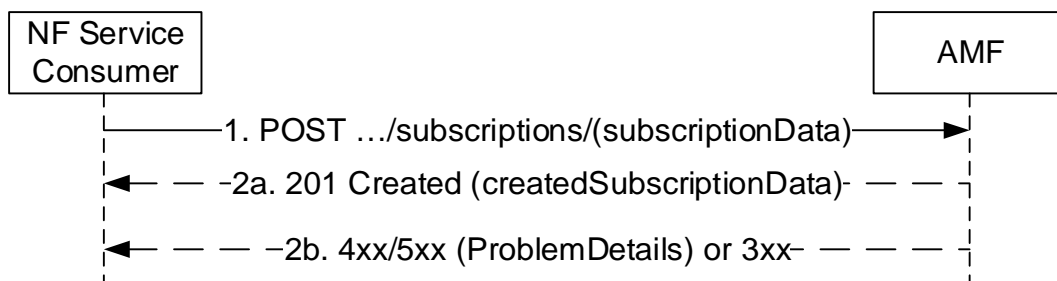 NF Service
Consumer
AMF
1. POST …/subscriptions/(subscriptionData)
2a. 201 Created (createdSubscriptionData)
2b. 4xx/5xx (ProblemDetails) or 3xx